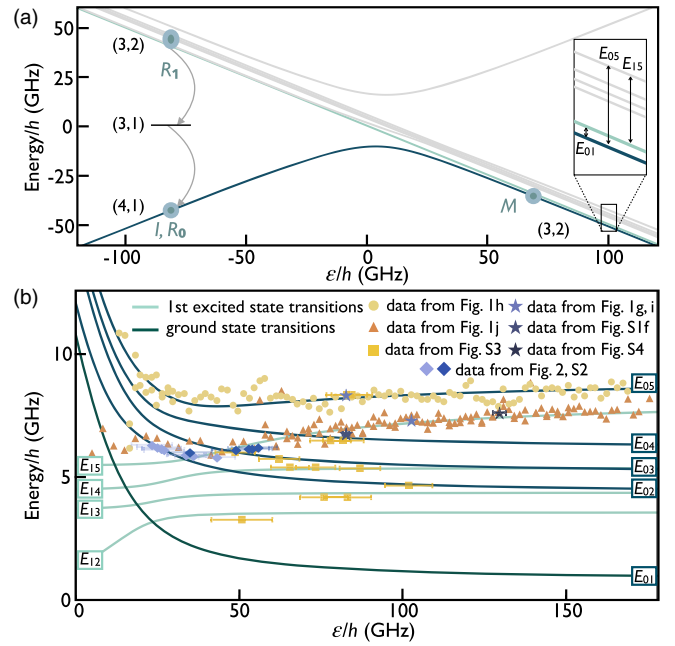 (a)
Energy/h (GHz)
50
25
0
-25
-50
(3,2)
R₁
(3,1)
(4,1)
I, R₀
M
(3,2)
E₀₅
E₁₅
E₀₁
-100
-50
0
50
100
ε/h (GHz)
(b)
Energy/h (GHz)
10
5
0
1st excited state transitions
ground state transitions
data from Fig. 1h
data from Fig. 1g, i
data from Fig. 1j
data from Fig. S1f
data from Fig. S3
data from Fig. S4
data from Fig. 2, S2
E₁₅
E₁₄
E₁₃
E₁₂
E₀₅
E₀₄
E₀₃
E₀₂
E₀₁
0
50
100
150
ε/h (GHz)